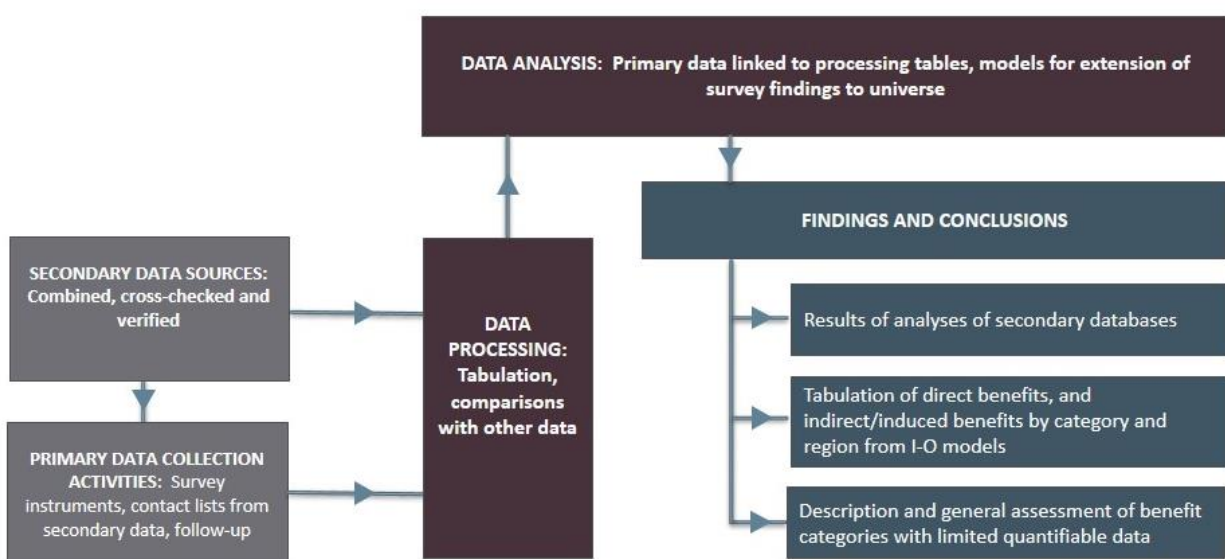 DATA ANALYSIS: Primary data linked to processing tables, models for extension of
survey findings to universe
FINDINGS AND CONCLUSIONS
SECONDARY DATA SOURCES:
Combined, cross-checked and
verified
DATA
PROCESSING:
Tabulation,
comparisons
with other data
PRIMARY DATA COLLECTION
ACTIVITIES: Survey
instruments, contact lists from
secondary data, follow-up
Results of analyses of secondary databases
Tabulation of direct benefits, and
indirect/induced benefits by category and
region from I-O models
Description and general assessment of benefit
categories with limited quantifiable data